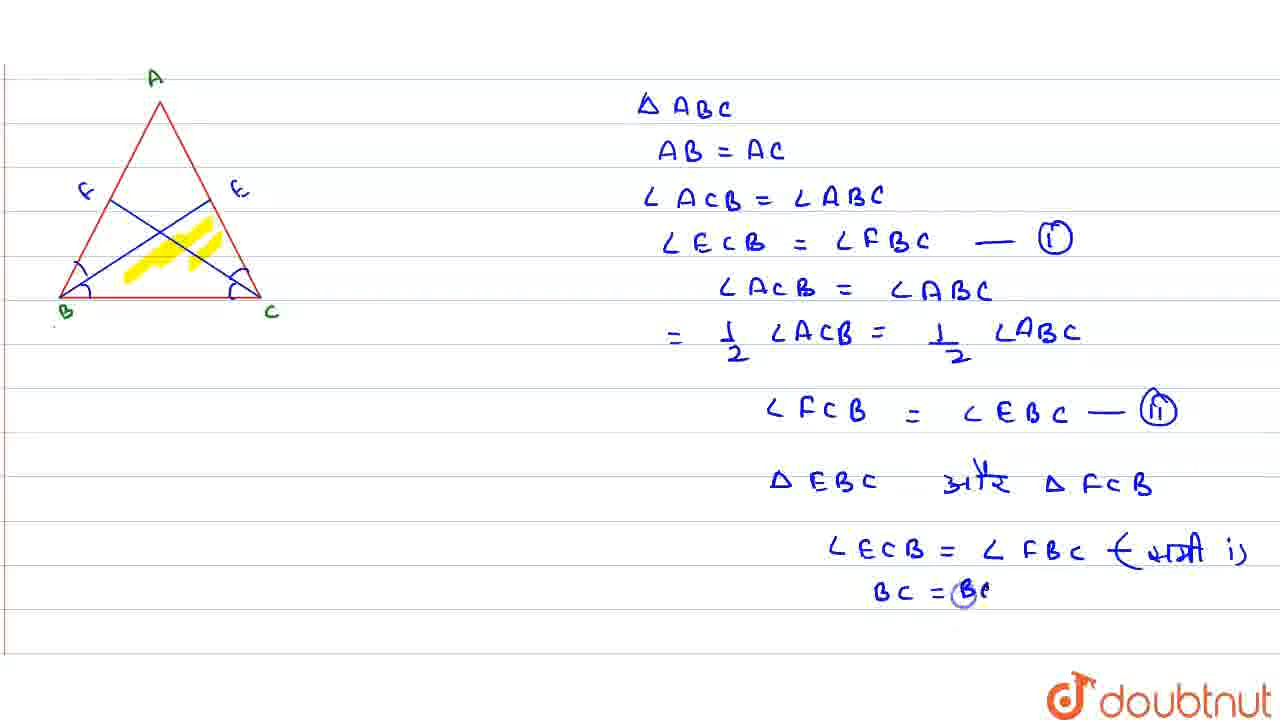 A
F
E
B
C
Δ ABC
AB = AC
∠ACB = ∠ABC
∠ECB = ∠FBC — (i)
∠ACB = ∠ABC
= 1/2 ∠ACB = 1/2 ∠ABC
∠FCB = ∠EBC — (ii)
Δ EBC और Δ FCB
∠ECB = ∠FBC ( i)
BC = BC
doubtnut